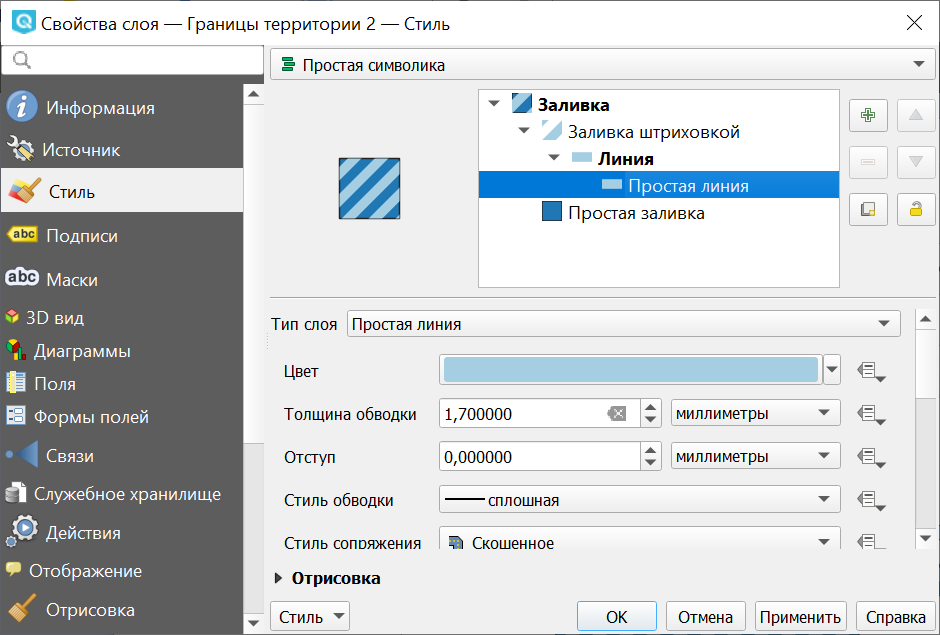 Свойства слоя — Границы территории 2 — Стиль
Простая символика
Информация
Источник
Стиль
abc Подписи
abc Маски
3D вид
Диаграммы
Поля
Формы полей
Связи
Служебное хранилище
Действия
Отображение
Отрисовка
Заливка
Заливка штриховкой
Линия
Простая линия
Простая заливка
Тип слоя Простая линия
Цвет
Толщина обводки 1,700000 миллиметры
Отступ 0,000000 миллиметры
Стиль обводки сплошная
Стиль сопряжения Скошенное
Отрисовка
Стиль OK Отмена Применить Справка